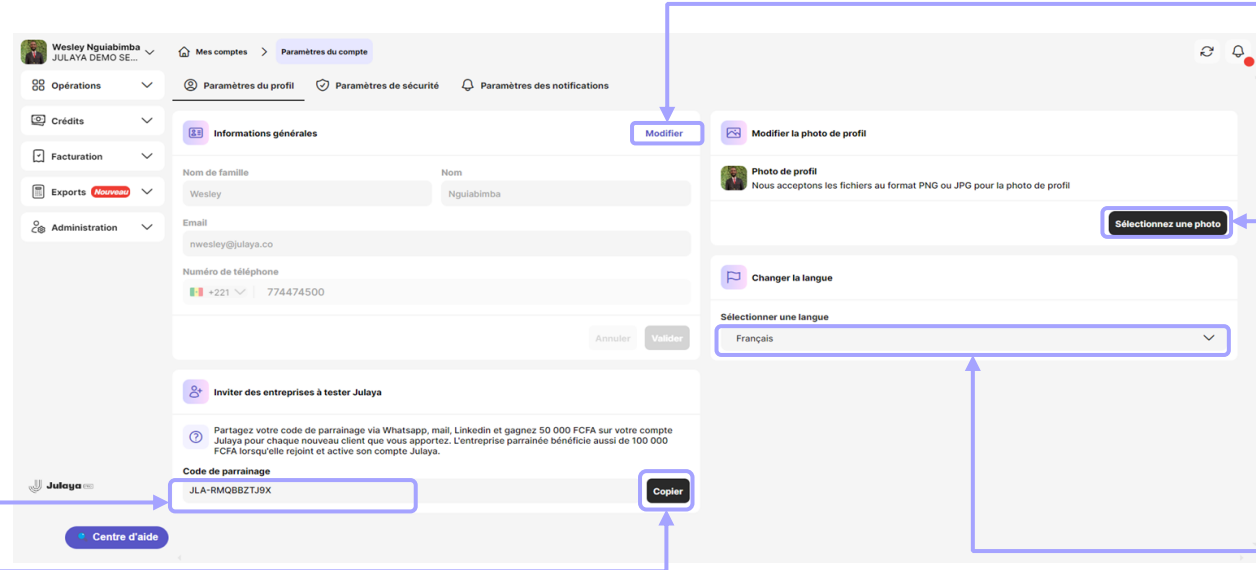 Wesley Nguiabimba
JULAYA DEMO SE...
Mes comptes
Paramètres du compte
Opérations
Crédits
Facturation
Exports Nouveau
Administration
Paramètres du profil
Paramètres de sécurité
Paramètres des notifications
Informations générales
Modifier
Nom de famille
Nom
Wesley
Nguiabimba
Email
nwesley@julaya.co
Numéro de téléphone
+221
774474500
Annuler
Valider
Modifier la photo de profil
Photo de profil
Nous acceptons les fichiers au format PNG ou JPG pour la photo de profil
Sélectionnez une photo
Changer la langue
Sélectionner une langue
Français
Inviter des entreprises à tester Julaya
Partagez votre code de parrainage via Whatsapp, mail, Linkedin et gagnez 50 000 FCFA sur votre compte
Julaya pour chaque nouveau client que vous apportez. L'entreprise parrainée bénéficie aussi de 100 000
FCFA lorsqu'elle rejoint et active son compte Julaya.
Code de parrainage
JLA-RMQBBZTJ9X
Copier
Julaya
Centre d'aide